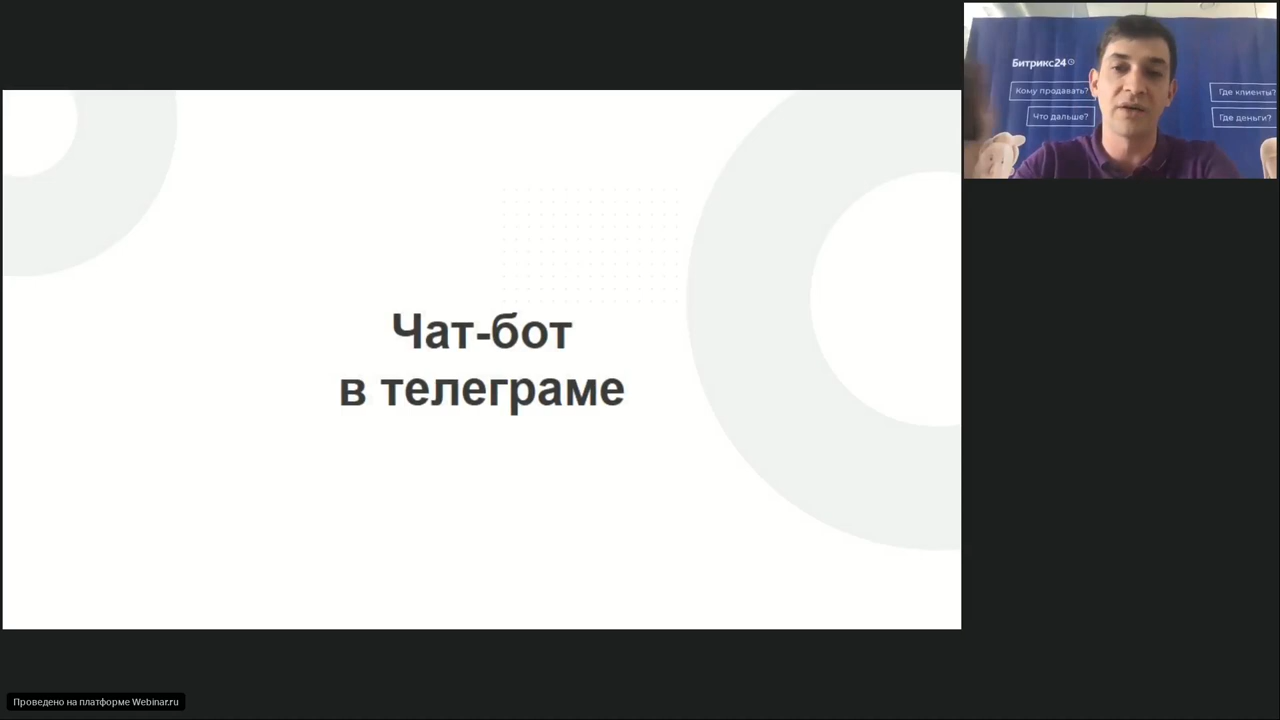 Чат-бот
в телеграме
Битрикс24
Кому продавать?
Что дальше?
Где клиенты?
Где деньги?
Проведено на платформе Webinar.ru